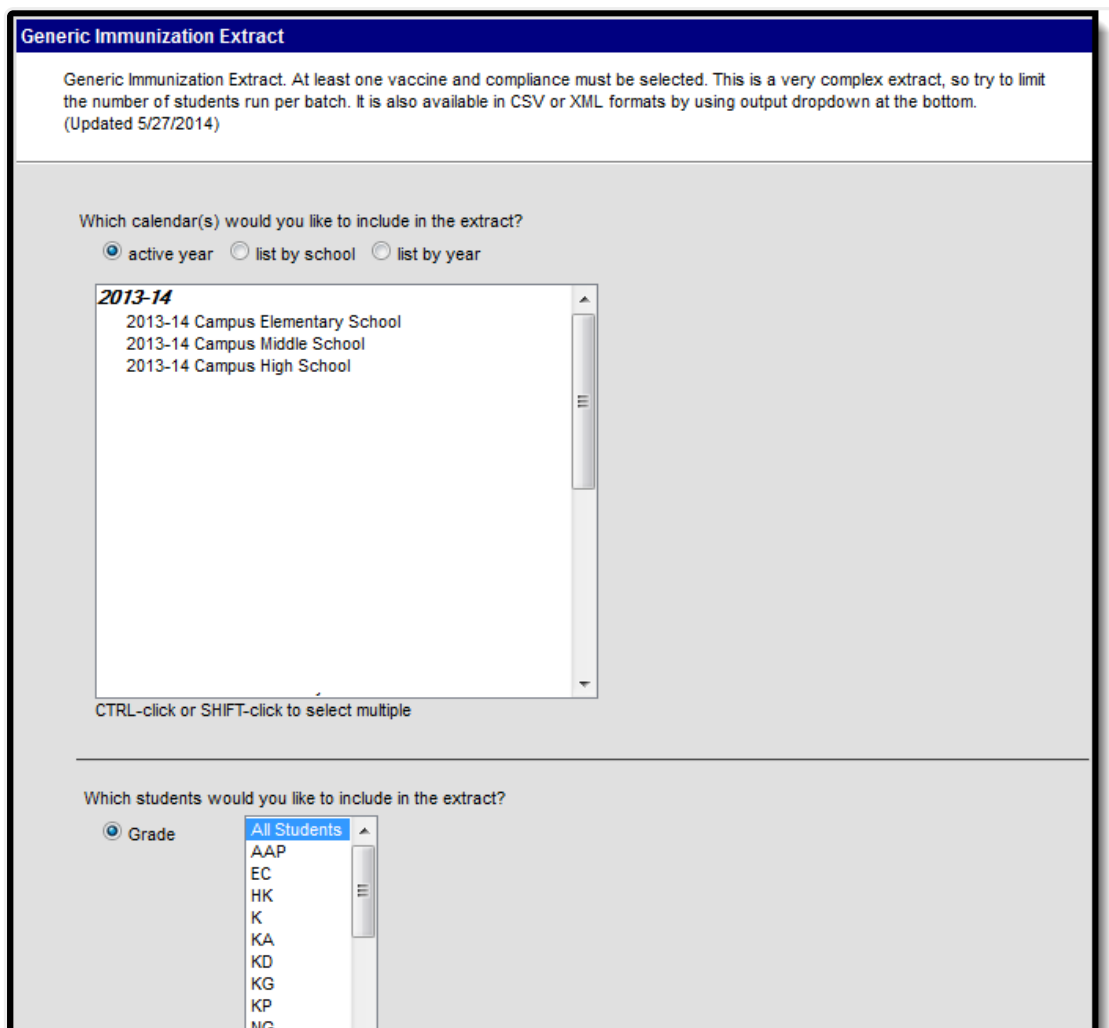 Generic Immunization Extract
Generic Immunization Extract. At least one vaccine and compliance must be selected. This is a very complex extract, so try to limit
the number of students run per batch. It is also available in CSV or XML formats by using output dropdown at the bottom.
(Updated 5/27/2014)
Which calendar(s) would you like to include in the extract?
active year list by school list by year
2013-14
2013-14 Campus Elementary School
2013-14 Campus Middle School
2013-14 Campus High School
CTRL-click or SHIFT-click to select multiple
Which students would you like to include in the extract?
Grade All Students
AAP
EC
HK
K
KA
KD
KG
KP
NG